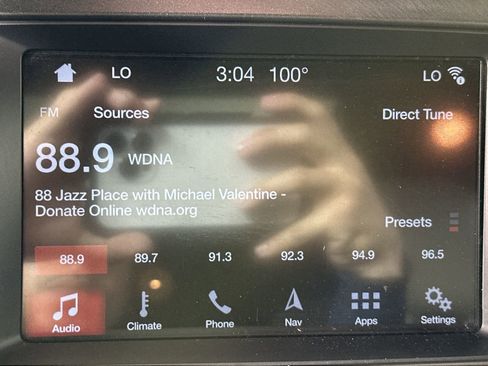 LO 3:04 100° LO
FM Sources Direct Tune
88.9 WDNA
88 Jazz Place with Michael Valentine -
Donate Online wdna.org
Presets
88.9 89.7 91.3 92.3 94.9 96.5
Audio Climate Phone Nav Apps Settings